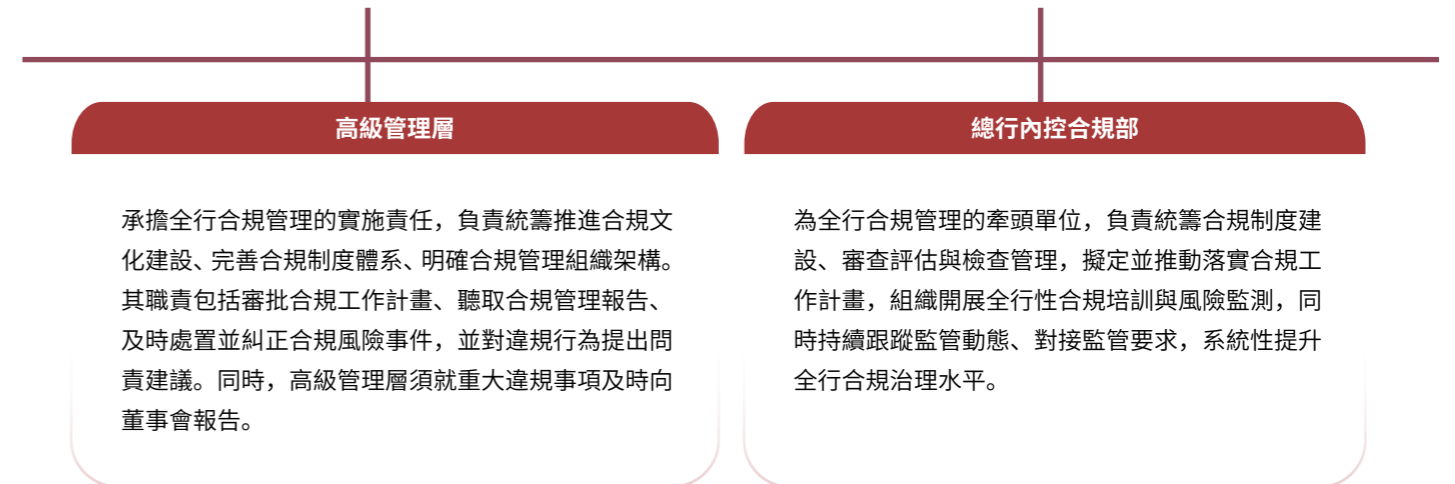 高級管理層
承擔全行合規管理的實施責任，負責統籌推進合規文
化建設、完善合規制度體系、明確合規管理組織架構。
其職責包括審批合規工作計畫、聽取合規管理報告、
及時處置並糾正合規風險事件，並對違規行為提出問
責建議。同時，高級管理層須就重大違規事項及時向
董事會報告。
總行內控合規部
為全行合規管理的牽頭單位，負責統籌合規制度建
設、審查評估與檢查管理，擬定並推動落實合規工
作計畫，組織開展全行性合規培訓與風險監測，同
時持續跟蹤監管動態、對接監管要求，系統性提升
全行合規治理水平。